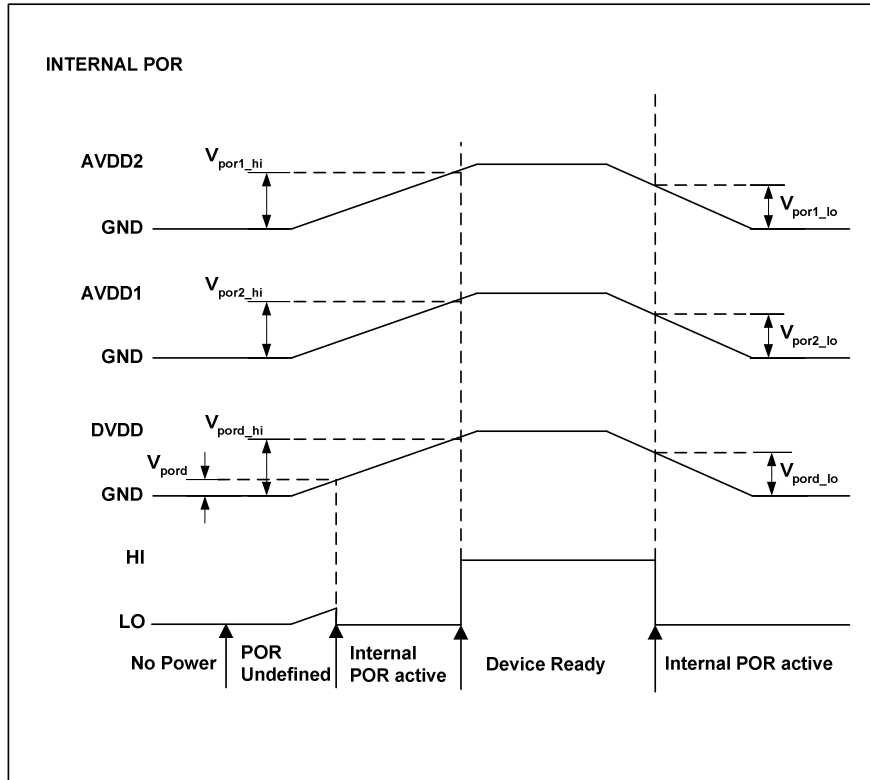 INTERNAL POR
AVDD2
Vpor1_hi
GND
Vpor1_lo
AVDD1
Vpor2_hi
GND
Vpor2_lo
DVDD
Vpord_hi
Vpord
GND
Vpord_lo
HI
LO
No Power
POR
Undefined
Internal
POR active
Device Ready
Internal POR active